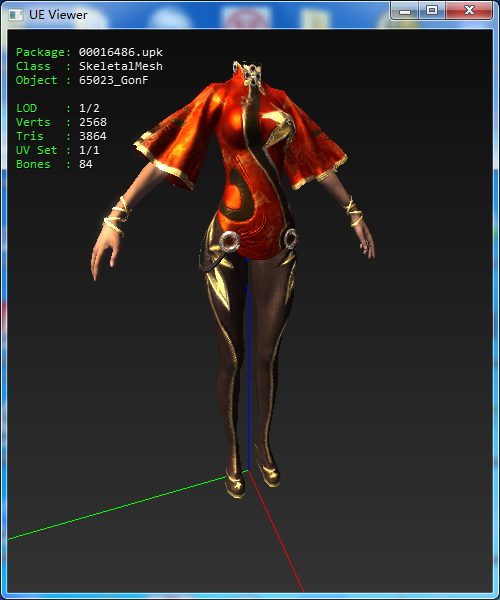 UE Viewer
Package: 00016486.upk
Class : SkeletalMesh
Object : 65023_GonF
LOD : 1/2
Verts : 2568
Tris : 3864
UV Set : 1/1
Bones : 84